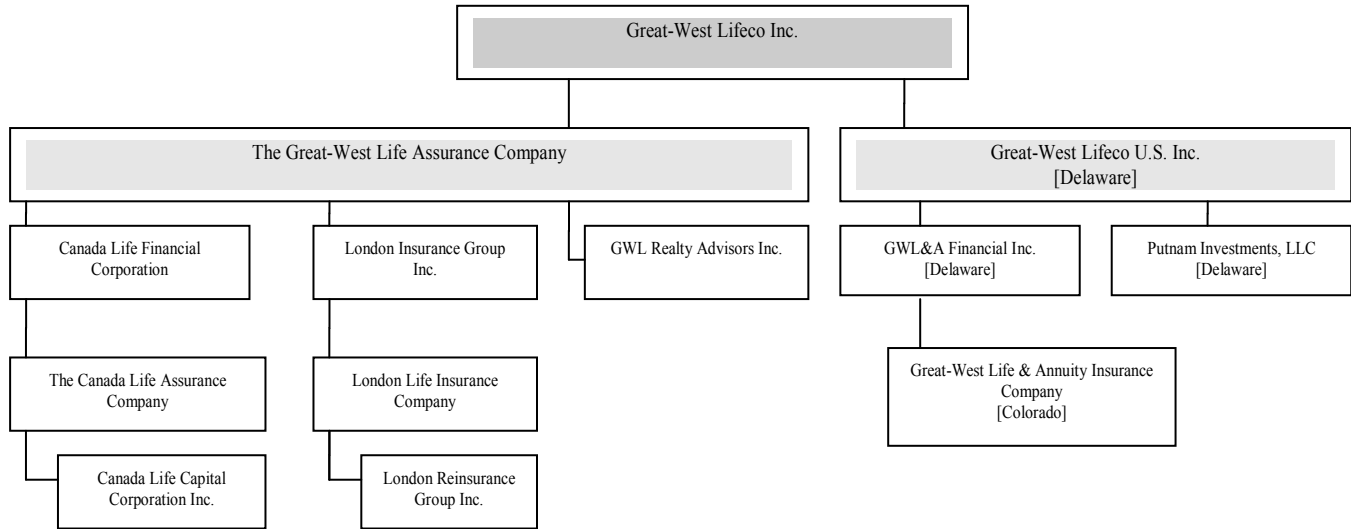 Great-West Lifeco Inc.
The Great-West Life Assurance Company
Great-West Lifeco U.S. Inc.
[Delaware]
Canada Life Financial
Corporation
London Insurance Group
Inc.
GWL Realty Advisors Inc.
GWL&A Financial Inc.
[Delaware]
Putnam Investments, LLC
[Delaware]
The Canada Life Assurance
Company
London Life Insurance
Company
Great-West Life & Annuity Insurance
Company
[Colorado]
Canada Life Capital
Corporation Inc.
London Reinsurance
Group Inc.